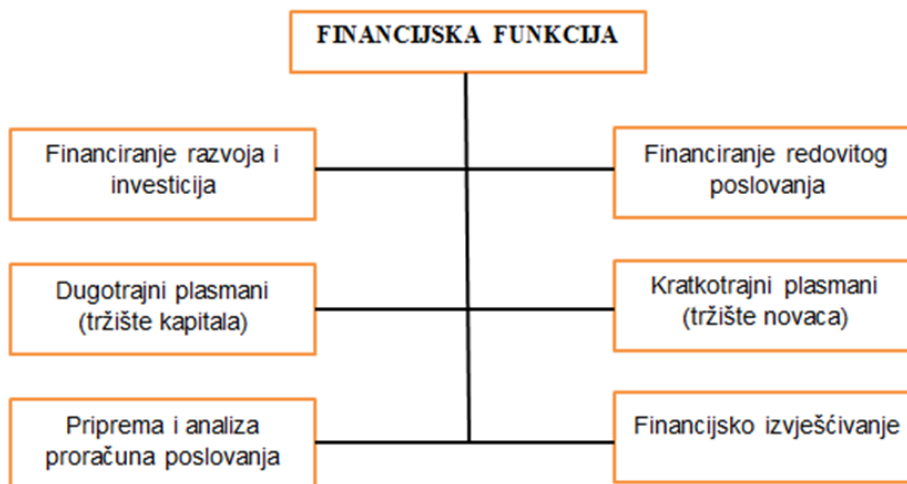 FINANCIJSKA FUNKCIJA
Financiranje razvoja i
investicija
Financiranje redovitog
poslovanja
Dugotrajni plasmani
(tržište kapitala)
Kratkotrajni plasmani
(tržište novaca)
Priprema i analiza
proračuna poslovanja
Financijsko izvješćivanje